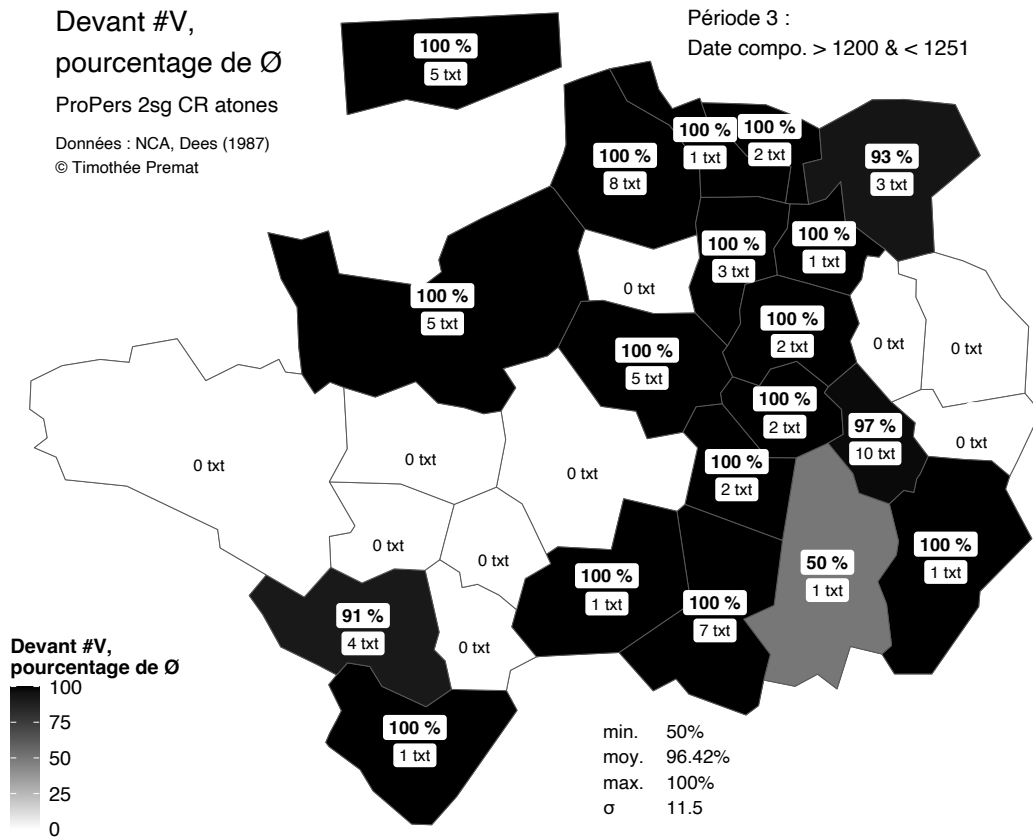 Devant #V,
pourcentage de Ø
ProPers 2sg CR atones
Données : NCA, Dees (1987)
© Timothée Premat
Période 3 :
Date compo. > 1200 & < 1251
100 %
5 txt
100 %
8 txt
100 %
1 txt
100 %
2 txt
93 %
3 txt
100 %
3 txt
100 %
1 txt
0 txt
100 %
5 txt
100 %
2 txt
0 txt
0 txt
100 %
5 txt
100 %
2 txt
97 %
10 txt
0 txt
0 txt
0 txt
0 txt
100 %
2 txt
0 txt
0 txt
100 %
1 txt
100 %
7 txt
50 %
1 txt
100 %
1 txt
91 %
4 txt
0 txt
100 %
1 txt
Devant #V,
pourcentage de Ø
100
75
50
25
0
min. 50%
moy. 96.42%
max. 100%
σ 11.5